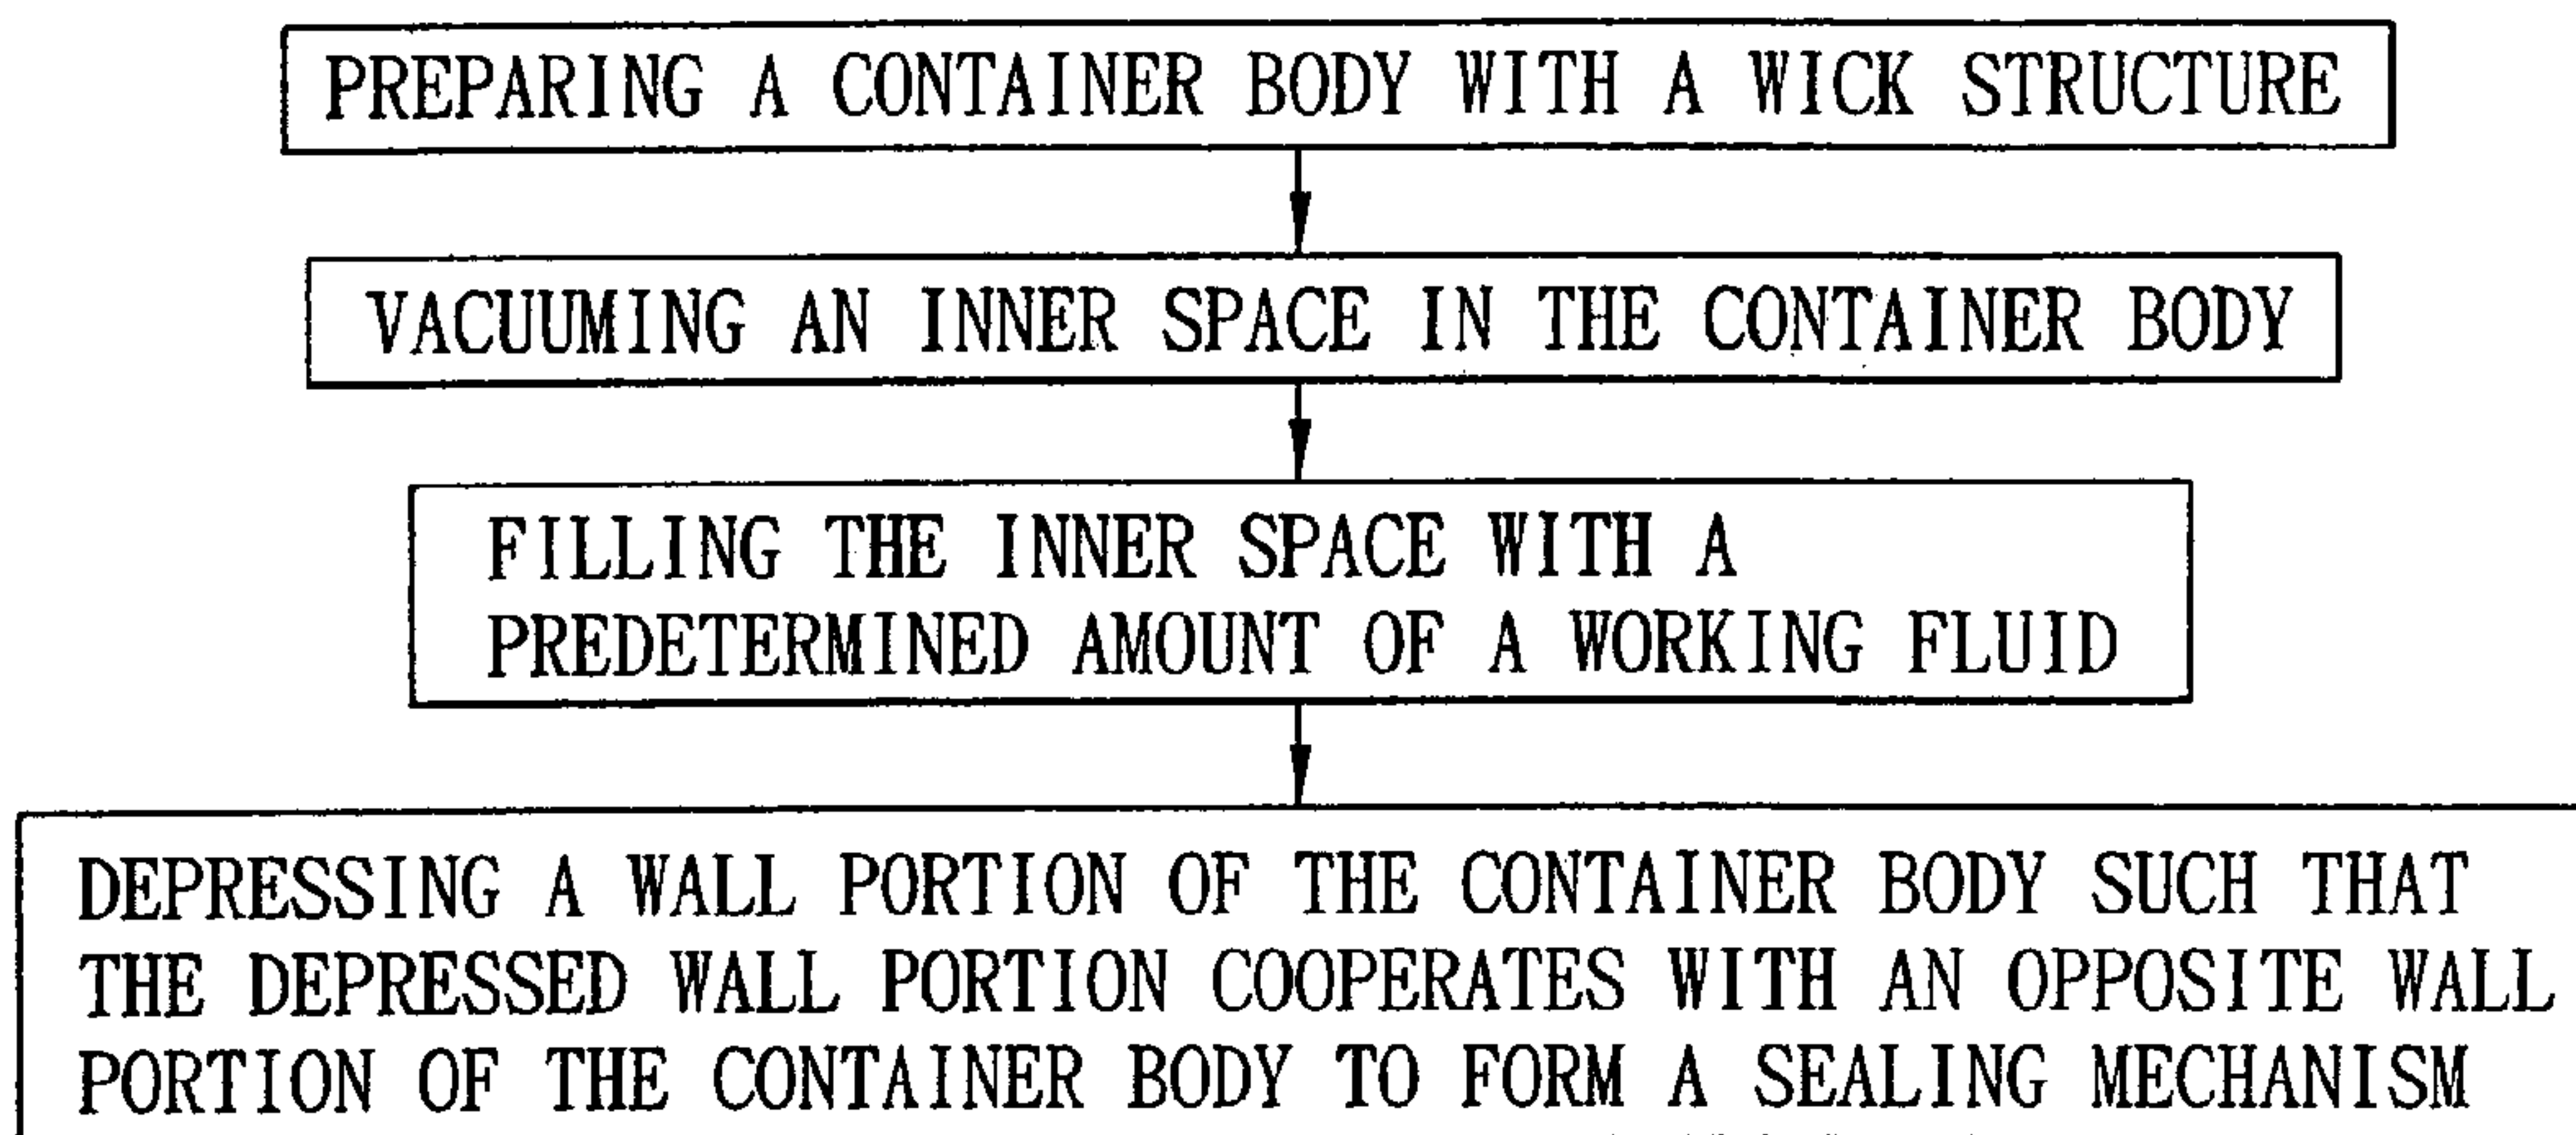 PREPARING A CONTAINER BODY WITH A WICK STRUCTURE
VACUUMING AN INNER SPACE IN THE CONTAINER BODY
FILLING THE INNER SPACE WITH A
PREDETERMINED AMOUNT OF A WORKING FLUID
DEPRESSING A WALL PORTION OF THE CONTAINER BODY SUCH THAT
THE DEPRESSED WALL PORTION COOPERATES WITH AN OPPOSITE WALL
PORTION OF THE CONTAINER BODY TO FORM A SEALING MECHANISM